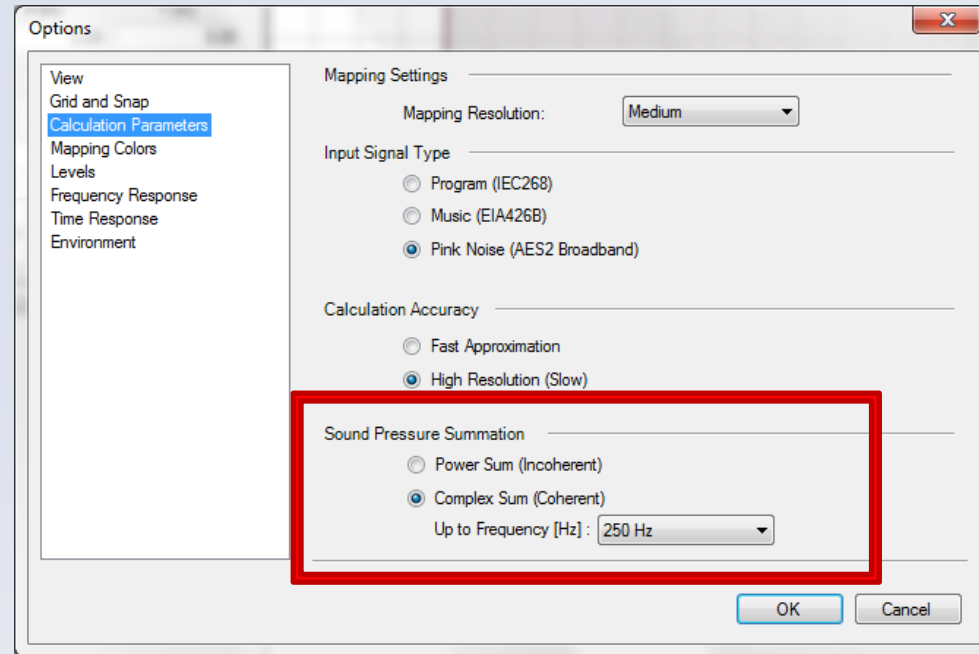 Options
View
Grid and Snap
Calculation Parameters
Mapping Colors
Levels
Frequency Response
Time Response
Environment
Mapping Settings
Mapping Resolution: Medium
Input Signal Type
Program (IEC268)
Music (EIA426B)
Pink Noise (AES2 Broadband)
Calculation Accuracy
Fast Approximation
High Resolution (Slow)
Sound Pressure Summation
Power Sum (Incoherent)
Complex Sum (Coherent)
Up to Frequency [Hz] : 250 Hz
OK Cancel